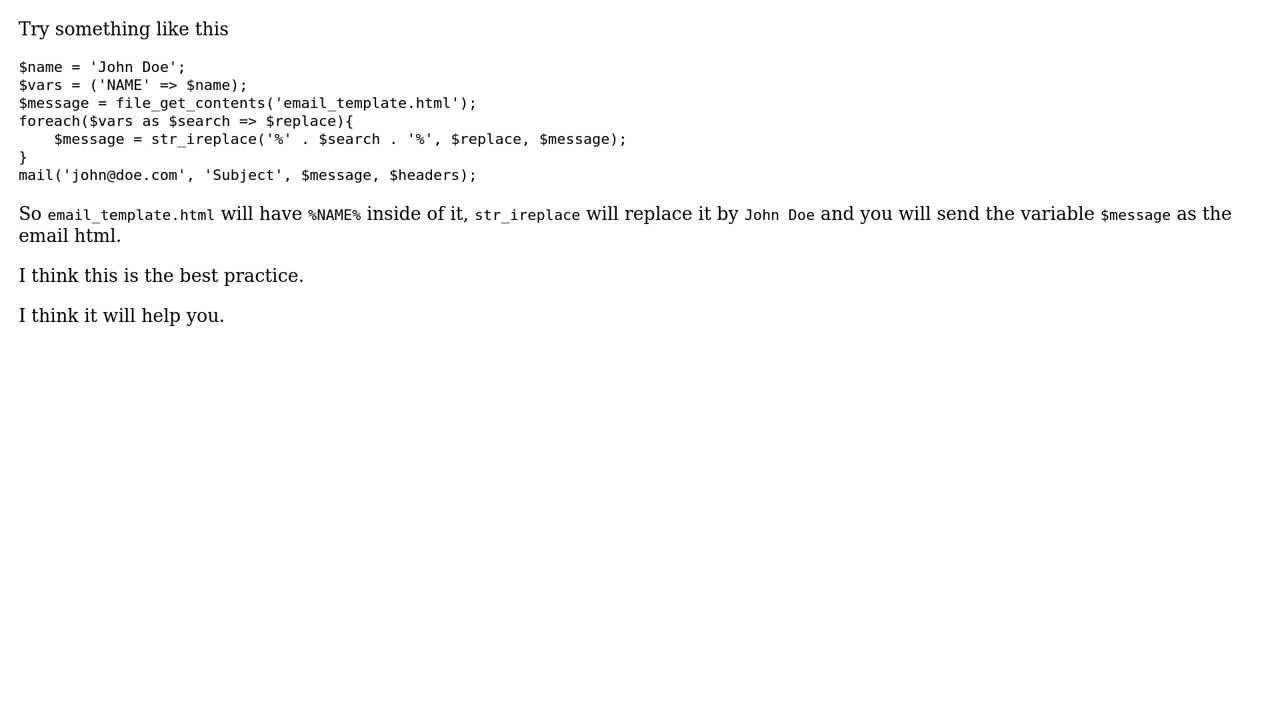 Try something like this
$name = 'John Doe';
$vars = ('NAME' => $name);
$message = file_get_contents('email_template.html');
foreach($vars as $search => $replace){
    $message = str_ireplace('%' . $search . '%', $replace, $message);
}
mail('john@doe.com', 'Subject', $message, $headers);
So email_template.html will have %NAME% inside of it, str_ireplace will replace it by John Doe and you will send the variable $message as the
email html.
I think this is the best practice.
I think it will help you.